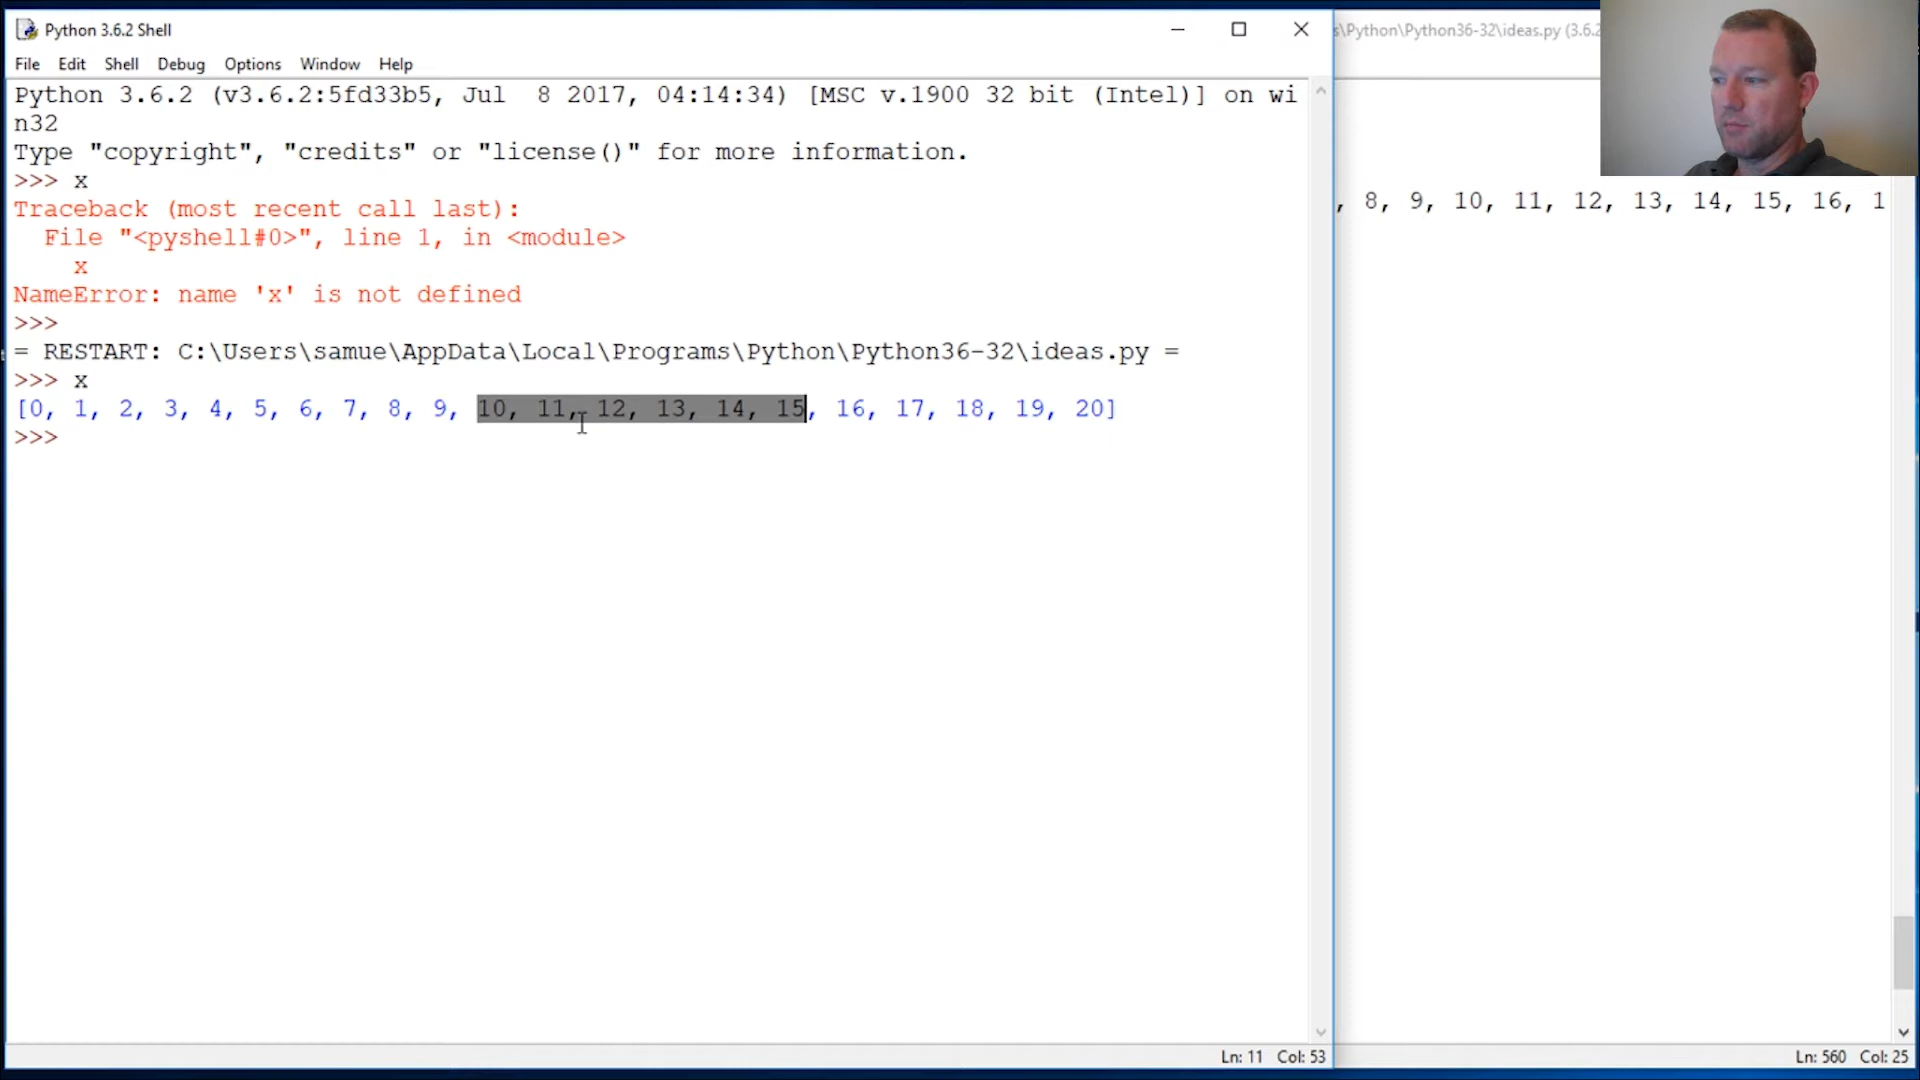 Python 3.6.2 Shell
s\Python\Python36-32\ideas.py (3.6.2
File Edit Shell Debug Options Window Help
Python 3.6.2 (v3.6.2:5fd33b5, Jul  8 2017, 04:14:34) [MSC v.1900 32 bit (Intel)] on wi
n32
Type "copyright", "credits" or "license()" for more information.
>>> x
Traceback (most recent call last):
  File "<pyshell#0>", line 1, in <module>
    x
NameError: name 'x' is not defined
>>>
= RESTART: C:\Users\samue\AppData\Local\Programs\Python\Python36-32\ideas.py =
>>> x
[0, 1, 2, 3, 4, 5, 6, 7, 8, 9, 10, 11, 12, 13, 14, 15, 16, 17, 18, 19, 20]
>>>
, 8, 9, 10, 11, 12, 13, 14, 15, 16, 1
Ln: 11 Col: 53
Ln: 560 Col: 25